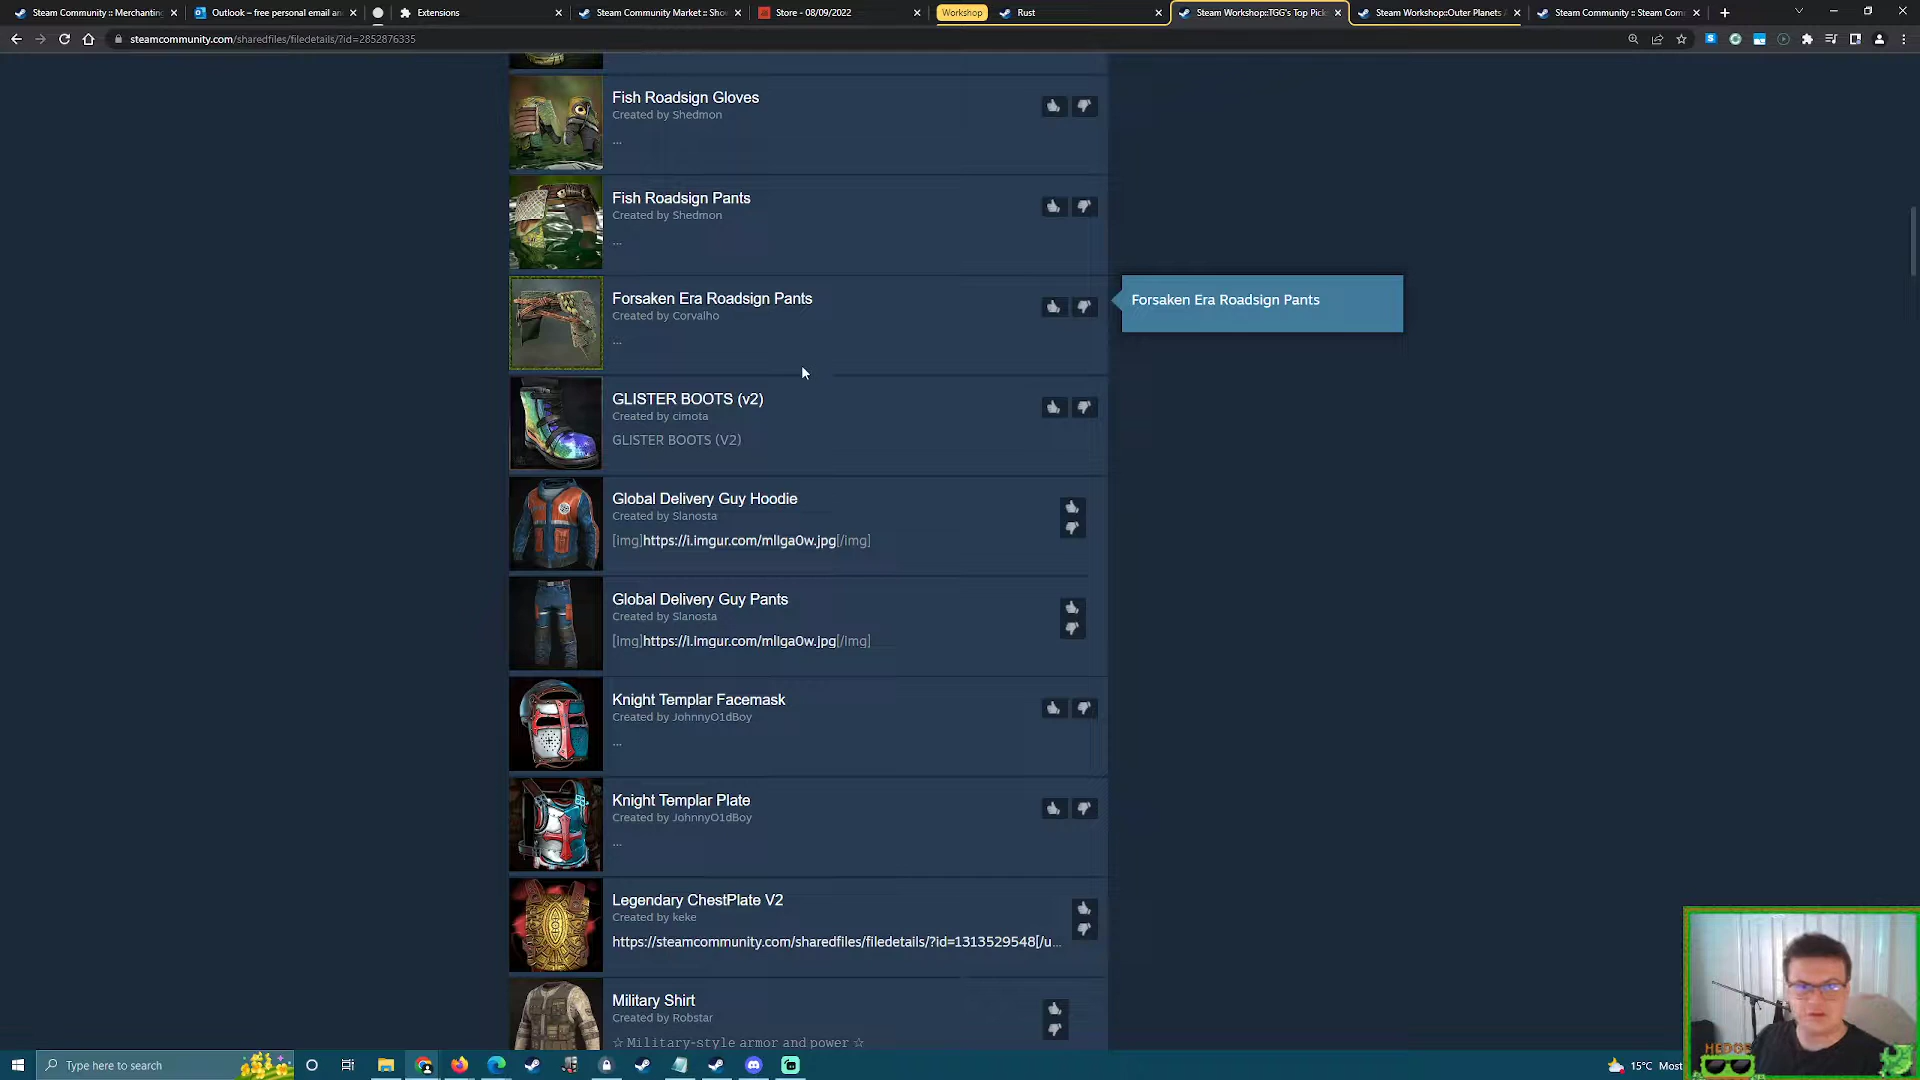 Steam Community :: Merchanting
Outlook – free personal email an
Extensions
Steam Community Market :: Sho
Store - 08/09/2022
Workshop
Rust
Steam Workshop::TGG's Top Pick
Steam Workshop::Outer Planets A
Steam Community :: Steam Com
steamcommunity.com/sharedfiles/filedetails/?id=2852876335
Fish Roadsign Gloves
Created by Shedmon
...
Fish Roadsign Pants
Created by Shedmon
...
Forsaken Era Roadsign Pants
Created by Corvalho
...
Forsaken Era Roadsign Pants
GLISTER BOOTS (v2)
Created by cimota
GLISTER BOOTS (V2)
Global Delivery Guy Hoodie
Created by Slanosta
[img]https://i.imgur.com/mllga0w.jpg[/img]
Global Delivery Guy Pants
Created by Slanosta
[img]https://i.imgur.com/mllga0w.jpg[/img]
Knight Templar Facemask
Created by JohnnyO1dBoy
...
Knight Templar Plate
Created by JohnnyO1dBoy
...
Legendary ChestPlate V2
Created by keke
https://steamcommunity.com/sharedfiles/filedetails/?id=1313529548[/u...
Military Shirt
Created by Robstar
☆ Military-style armor and power ☆
HEDGE
Type here to search
15°C Most